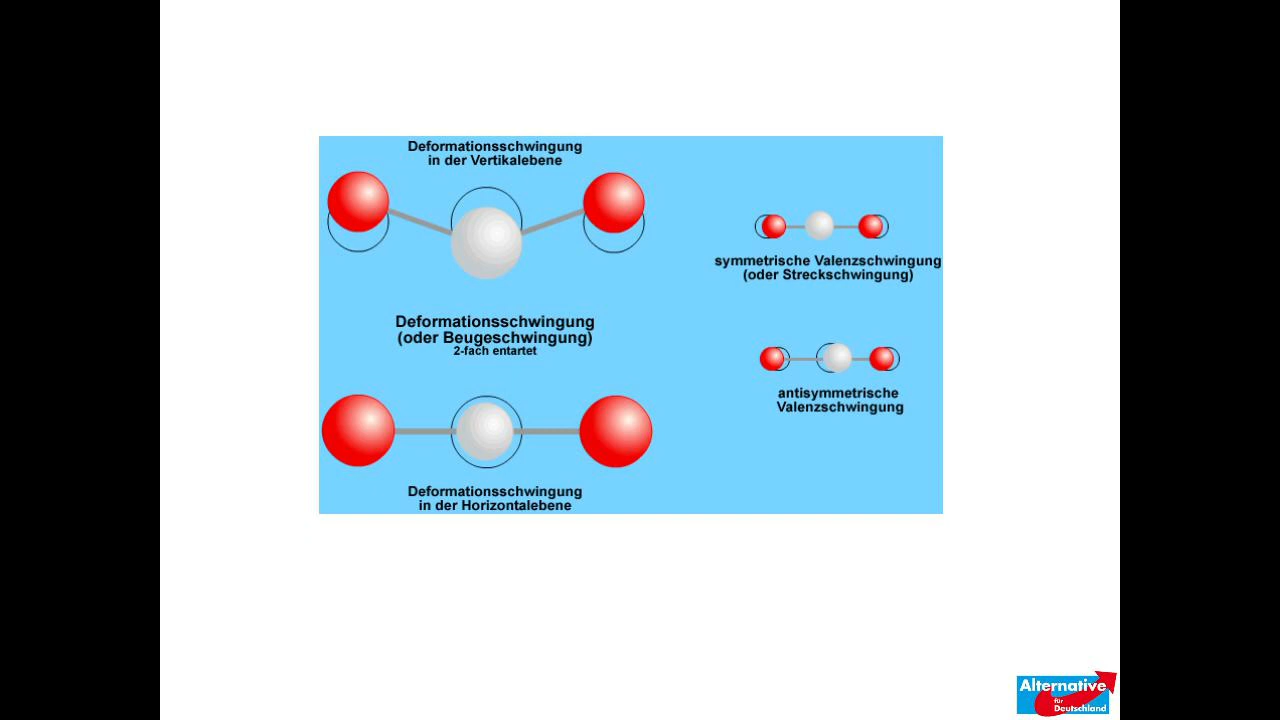 Deformationsschwingung
in der Vertikalebene
symmetrische Valenzschwingung
(oder Streckschwingung)
Deformationsschwingung
(oder Beugeschwingung)
2-fach entartet
antisymmetrische
Valenzschwingung
Deformationsschwingung
in der Horizontalebene
Alternative
für
Deutschland